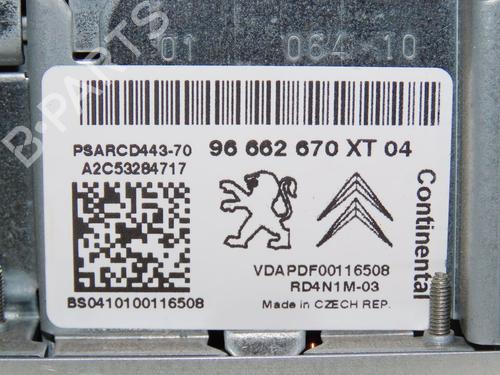 01 064 10
PSARCD443-70 96 662 670 XT 04
A2C53284717
Continental
VDAPDF00116508
RD4N1M-03
BS0410100116508
Made in CZECH REP.
B-PARTS